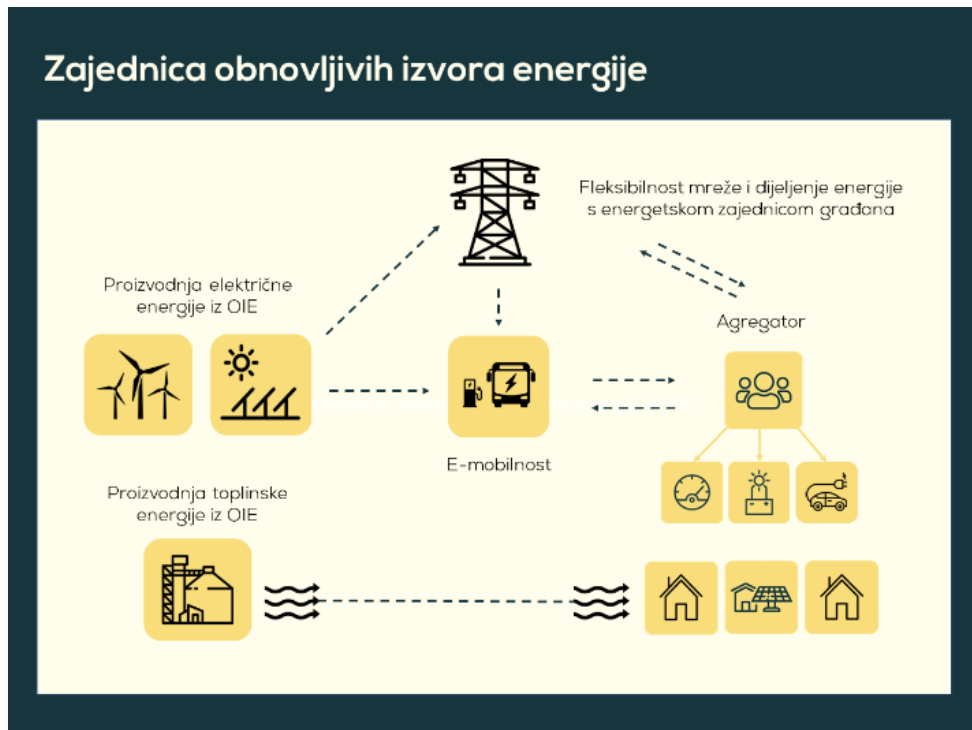 Zajednica obnovljivih izvora energije
Fleksibilnost mreže i dijeljenje energije
s energetskom zajednicom građana
Proizvodnja električne
energije iz OIE
Agregator
E-mobilnost
Proizvodnja toplinske
energije iz OIE